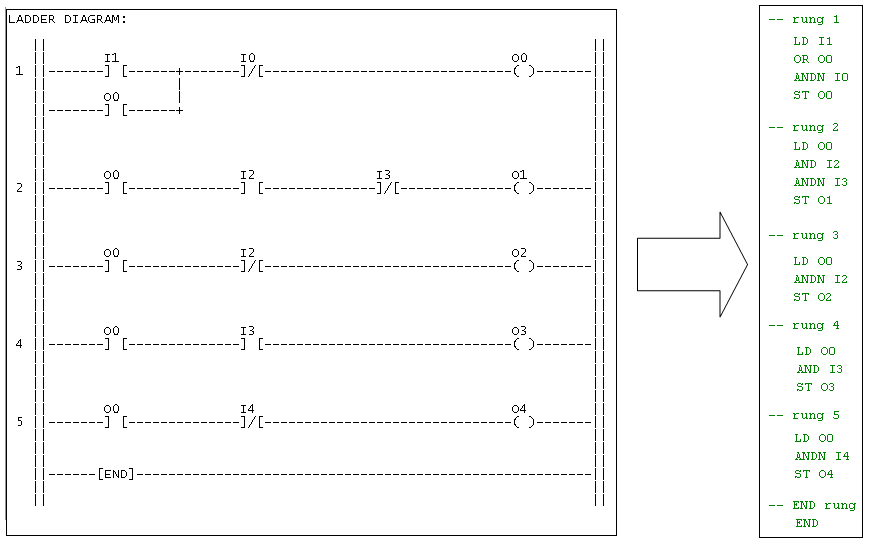 LADDER DIAGRAM:
I1 I0 O0
1 ||-------] [------+-------]/[-------------------------------( )------||
O0
||-------] [------+
O0 I2 I3 O1
2 ||-------] [--------------] [--------------]/[--------------( )------||
O0 I2 O2
3 ||-------] [--------------]/[-------------------------------( )------||
O0 I3 O3
4 ||-------] [--------------] [-------------------------------( )------||
O0 I4 O4
5 ||-------] [--------------]/[-------------------------------( )------||
||------[END]---------------------------------------------------------||
-- rung 1
LD I1
OR O0
ANDN I0
ST O0
-- rung 2
LD O0
AND I2
ANDN I3
ST O1
-- rung 3
LD O0
ANDN I2
ST O2
-- rung 4
LD O0
AND I3
ST O3
-- rung 5
LD O0
ANDN I4
ST O4
-- END rung
END